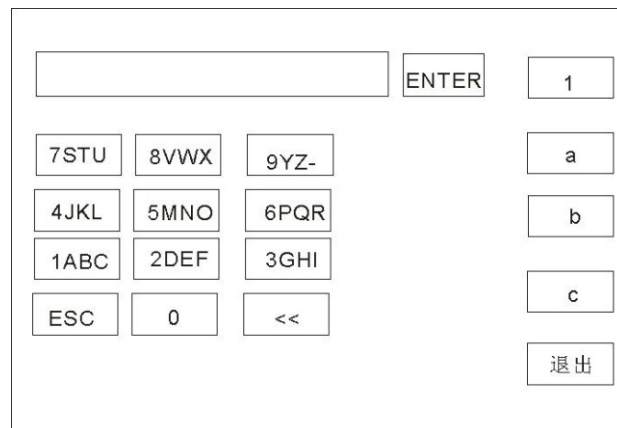 ENTER
1
7STU 8VWX 9YZ-
a
4JKL 5MNO 6PQR
b
1ABC 2DEF 3GHI
ESC 0 <<
c
退出